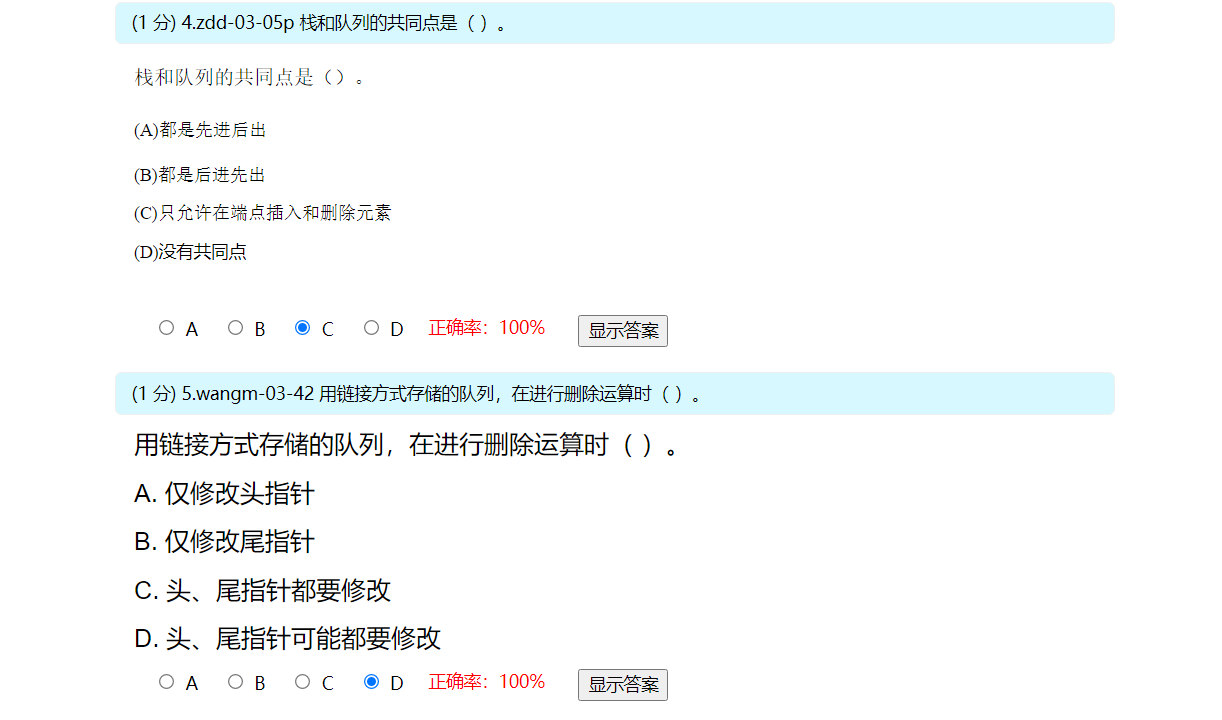 (1 分) 4.zdd-03-05p 栈和队列的共同点是（ ）。
栈和队列的共同点是（）。
(A)都是先进后出
(B)都是后进先出
(C)只允许在端点插入和删除元素
(D)没有共同点
A B C D 正确率：100% 显示答案
(1 分) 5.wangm-03-42 用链接方式存储的队列，在进行删除运算时（ ）。
用链接方式存储的队列，在进行删除运算时（ ）。
A. 仅修改头指针
B. 仅修改尾指针
C. 头、尾指针都要修改
D. 头、尾指针可能都要修改
A B C D 正确率：100% 显示答案